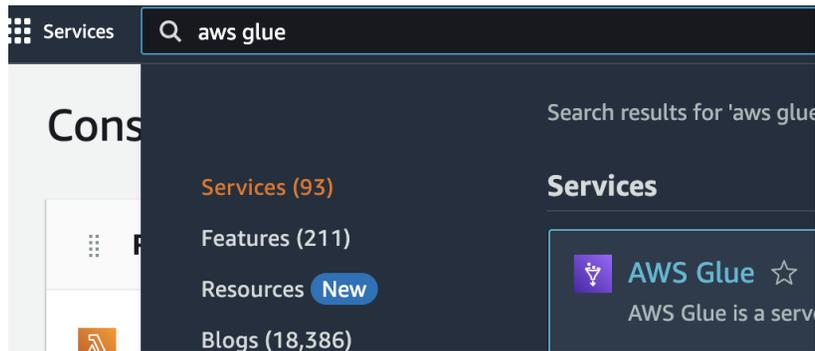 Services
aws glue
Cons
Search results for 'aws glue
Services (93)
Features (211)
Resources New
Blogs (18,386)
Services
AWS Glue
AWS Glue is a serve